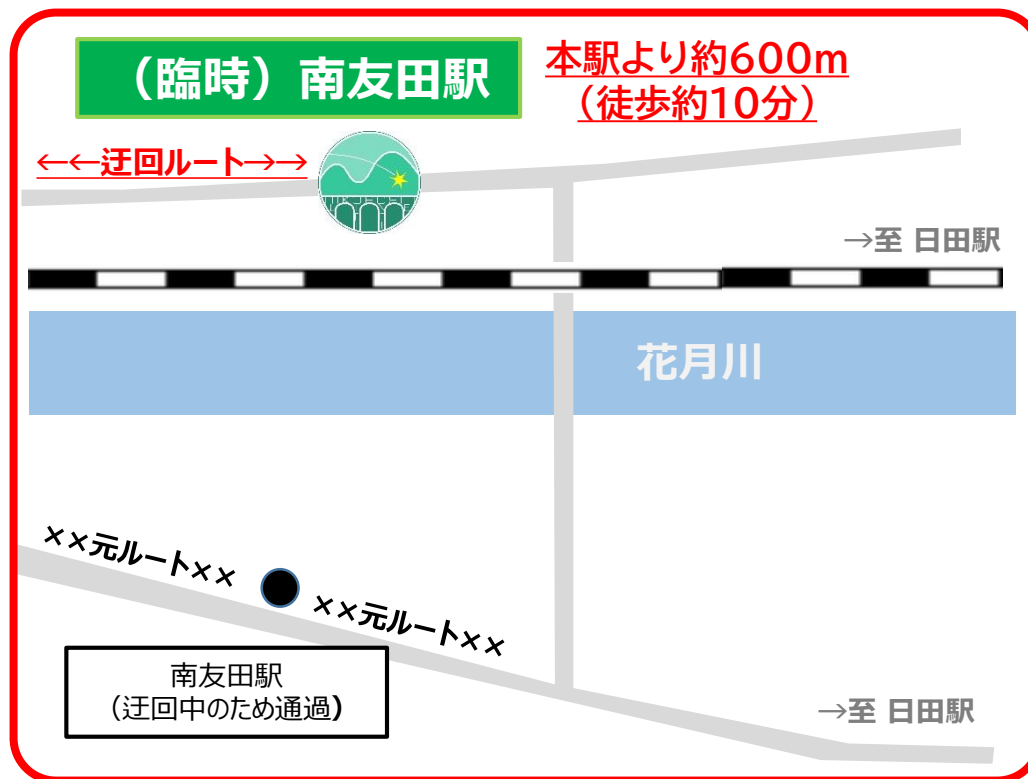 （臨時）南友田駅
本駅より約600m
（徒歩約10分）
←←迂回ルート→→
→至 日田駅
花月川
××元ルート××
××元ルート××
南友田駅
（迂回中のため通過)
→至 日田駅